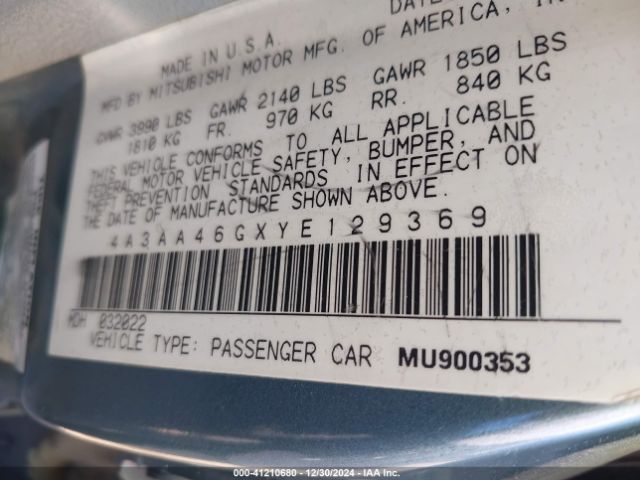 MADE IN U.S.A. DATE
MFD BY MITSUBISHI MOTOR MFG. OF AMERICA,
GVWR 3990 LBS GAWR 2140 LBS GAWR 1850 LBS
1810 KG FR. 970 KG RR. 840 KG
THIS VEHICLE CONFORMS TO ALL APPLICABLE
FEDERAL MOTOR VEHICLE SAFETY, BUMPER, AND
THEFT PREVENTION STANDARDS IN EFFECT ON
THE DATE OF MANUFACTURE SHOWN ABOVE.
4A3AA46GXYE129369
MDH 032022
VEHICLE TYPE: PASSENGER CAR MU900353
000-41210680 - 12/30/2024 - IAA Inc.